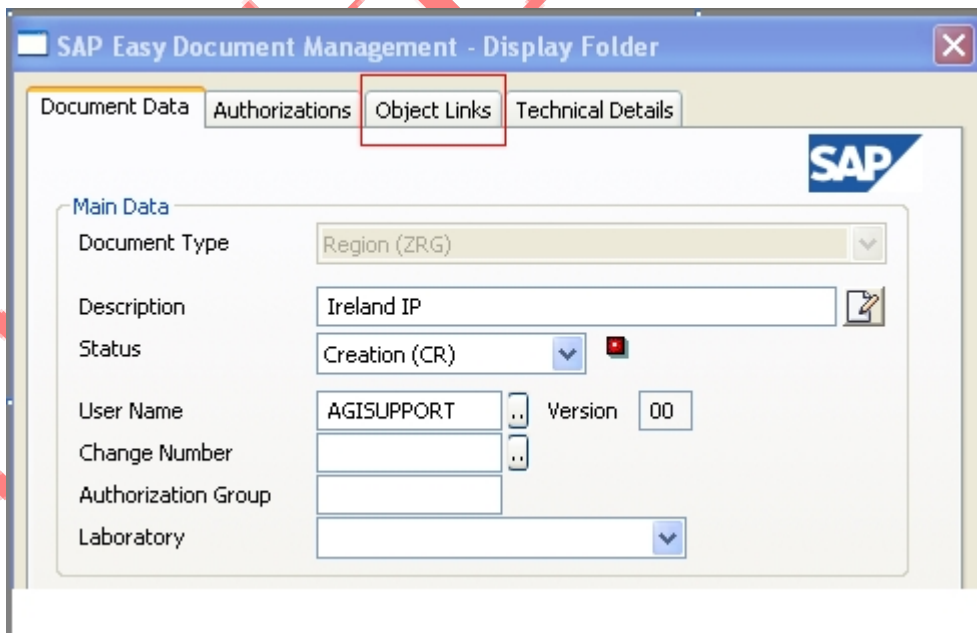 SAP Easy Document Management - Display Folder
Document Data Authorizations Object Links Technical Details
SAP
Main Data
Document Type Region (ZRG)
Description Ireland IP
Status Creation (CR)
User Name AGISUPPORT .. Version 00
Change Number ..
Authorization Group
Laboratory